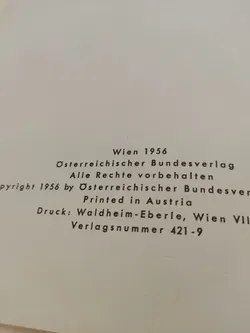 Wien 1956
Österreichischer Bundesverlag
Alle Rechte vorbehalten
pyright 1956 by Österreichischer Bundesver
Printed in Austria
Druck: Waldheim-Eberle, Wien VII
Verlagsnummer 421-9